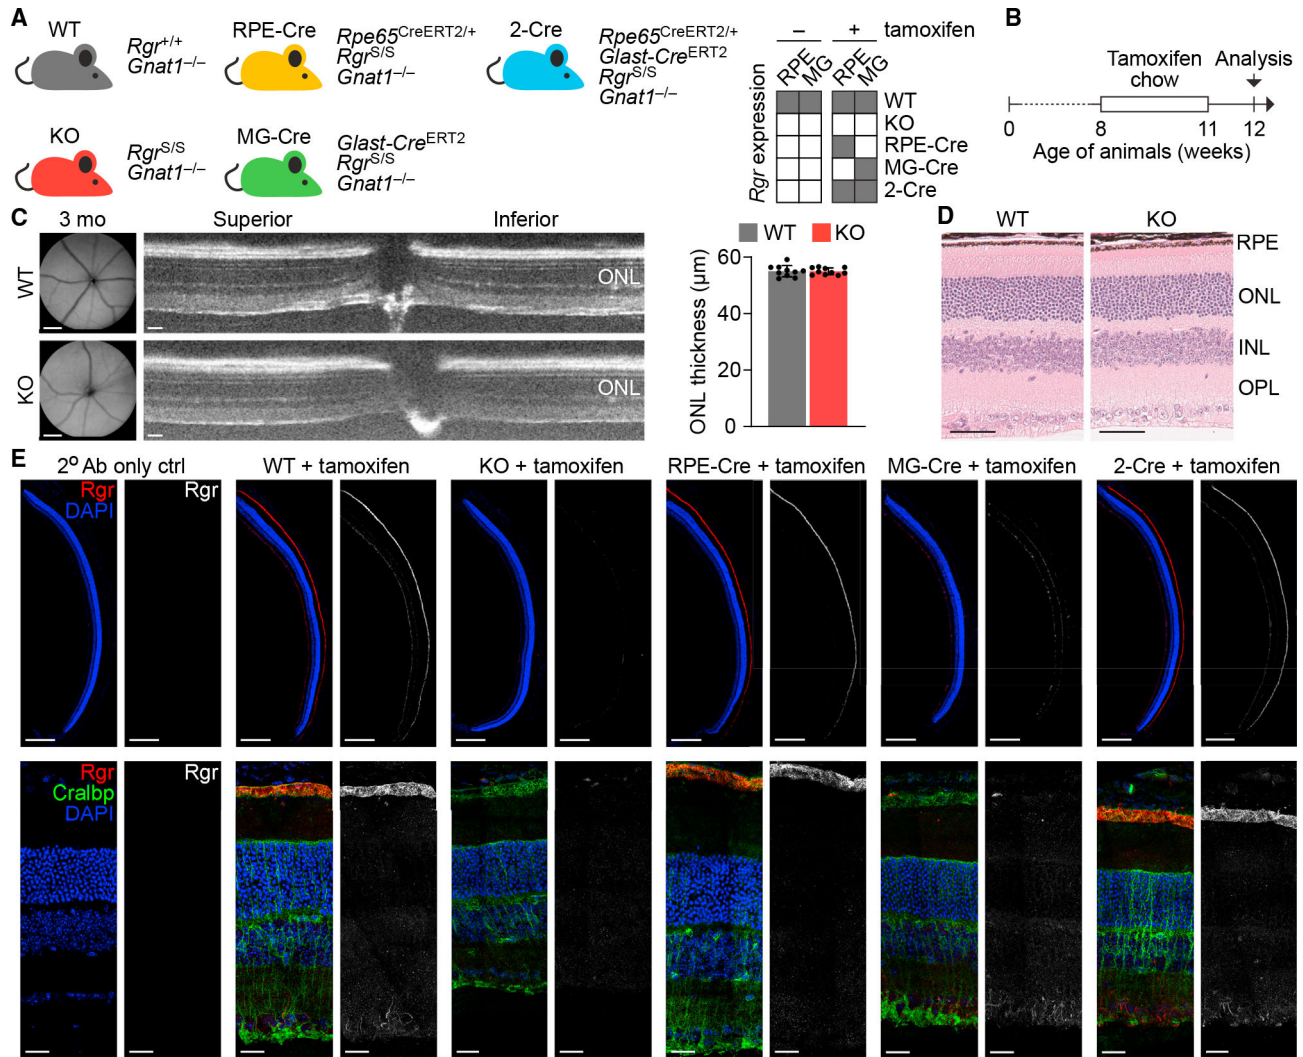 A
WT
Rgr+/+
Gnat1–/–
RPE-Cre
Rpe65CreERT2/+
RgrS/S
Gnat1–/–
2-Cre
Rpe65CreERT2/+
Glast-CreERT2
RgrS/S
Gnat1–/–
KO
RgrS/S
Gnat1–/–
MG-Cre
Glast-CreERT2
RgrS/S
Gnat1–/–
– + tamoxifen
RPE MG RPE MG
Rgr expression
WT
KO
RPE-Cre
MG-Cre
2-Cre
B
Tamoxifen chow
Analysis
0 8 11 12
Age of animals (weeks)
C
3 mo
Superior
Inferior
WT
ONL
KO
ONL
WT KO
ONL thickness (µm)
60
40
20
0
D
WT
KO
RPE
ONL
INL
OPL
E
2o Ab only ctrl
WT + tamoxifen
KO + tamoxifen
RPE-Cre + tamoxifen
MG-Cre + tamoxifen
2-Cre + tamoxifen
Rgr
DAPI
Rgr
Rgr
Cralbp
DAPI
Rgr